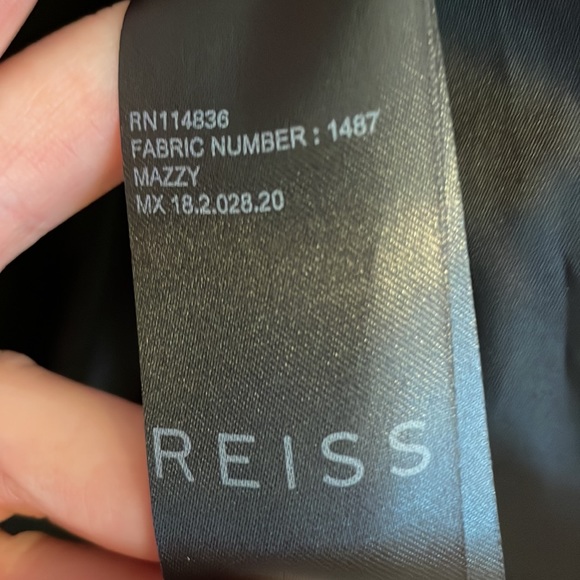 RN114836
FABRIC NUMBER : 1487
MAZZY
MX 18.2.028.20
REISS